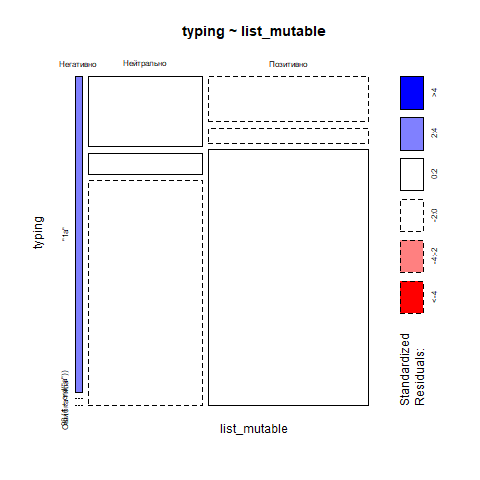 typing ~ list_mutable
Негативно
Нейтрально
Позитивно
typing
"1a"
list_mutable
>4
2:4
0:2
-2:0
-4:-2
<-4
Standardized
Residuals: